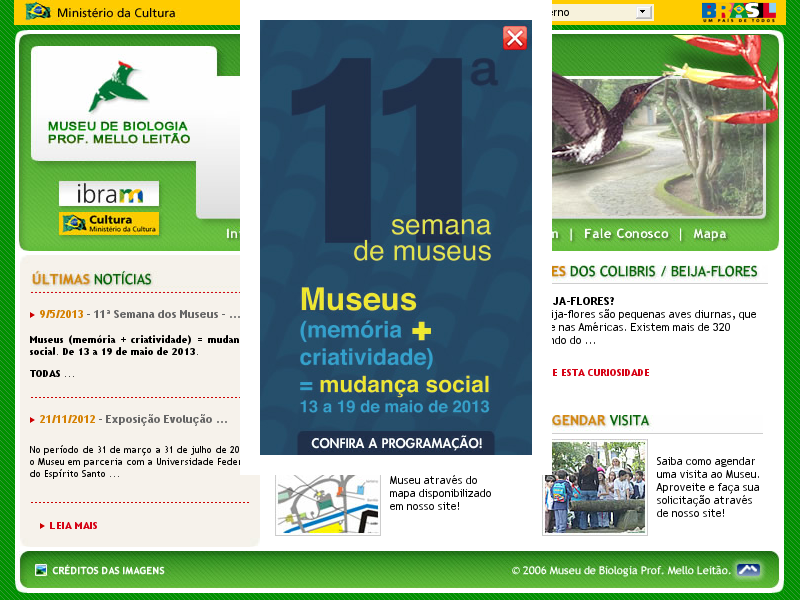 Ministério da Cultura
BRASIL
UM PAÍS DE TODOS
MUSEU DE BIOLOGIA
PROF. MELLO LEITÃO
ibram
Cultura
Ministério da Cultura
| Fale Conosco | Mapa
11ª
semana
de museus
Museus
(memória +
criatividade)
= mudança social
13 a 19 de maio de 2013
CONFIRA A PROGRAMAÇÃO!
ÚLTIMAS NOTÍCIAS
9/5/2013 - 11ª Semana dos Museus - ...
Museus (memória + criatividade) = mudan
social. De 13 a 19 de maio de 2013.
TODAS ...
21/11/2012 - Exposição Evolução ...
No período de 31 de março a 31 de julho de 20
o Museu em parceria com a Universidade Feder
do Espírito Santo ...
LEIA MAIS
Museu através do
mapa disponibilizado
em nosso site!
ES DOS COLIBRIS / BEIJA-FLORES
IJA-FLORES?
ija-flores são pequenas aves diurnas, que
e nas Américas. Existem mais de 320
ndo do ...
E ESTA CURIOSIDADE
GENDAR VISITA
Saiba como agendar
uma visita ao Museu.
Aproveite e faça sua
solicitação através
de nosso site!
CRÉDITOS DAS IMAGENS
© 2006 Museu de Biologia Prof. Mello Leitão.